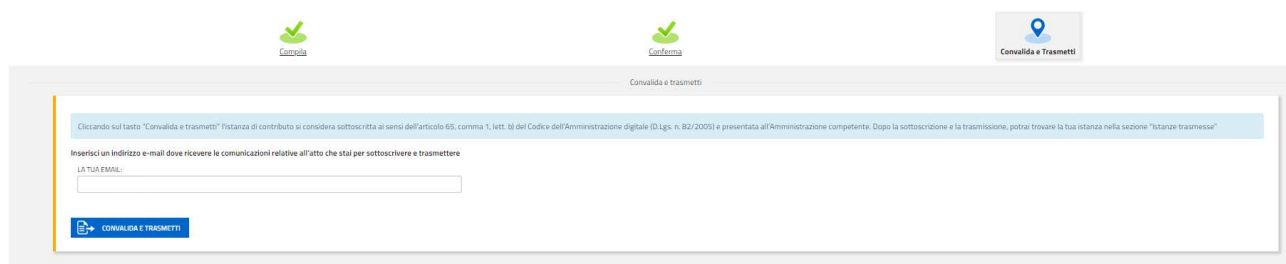 Compila
Conferma
Convalida e Trasmetti
Convalida e trasmetti
Cliccando sul tasto "Convalida e trasmetti" l'istanza di contributo si considera sottoscritta ai sensi dell'articolo 65, comma 1, lett. b) del Codice dell'Amministrazione digitale (D.Lgs. n. 82/2005) e presentata all'Amministrazione competente. Dopo la sottoscrizione e la trasmissione, potrai trovare la tua istanza nella sezione "Istanze trasmesse"
Inserisci un indirizzo e-mail dove ricevere le comunicazioni relative all'atto che stai per sottoscrivere e trasmettere
LA TUA EMAIL:
CONVALIDA E TRASMETTI